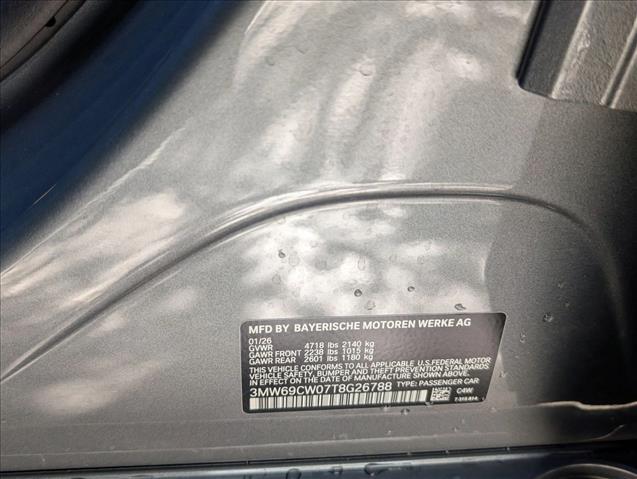 MFD BY BAYERISCHE MOTOREN WERKE AG
01/26
GVWR 4718 lbs 2140 kg
GAWR FRONT 2238 lbs 1015 kg
GAWR REAR 2601 lbs 1180 kg
THIS VEHICLE CONFORMS TO ALL APPLICABLE U.S.FEDERAL MOTOR
VEHICLE SAFETY, BUMPER AND THEFT PREVENTION STANDARDS
IN EFFECT ON THE DATE OF MANUFACTURE SHOWN ABOVE.
3MW69CW07T8G26788 TYPE: PASSENGER CAR
C4W